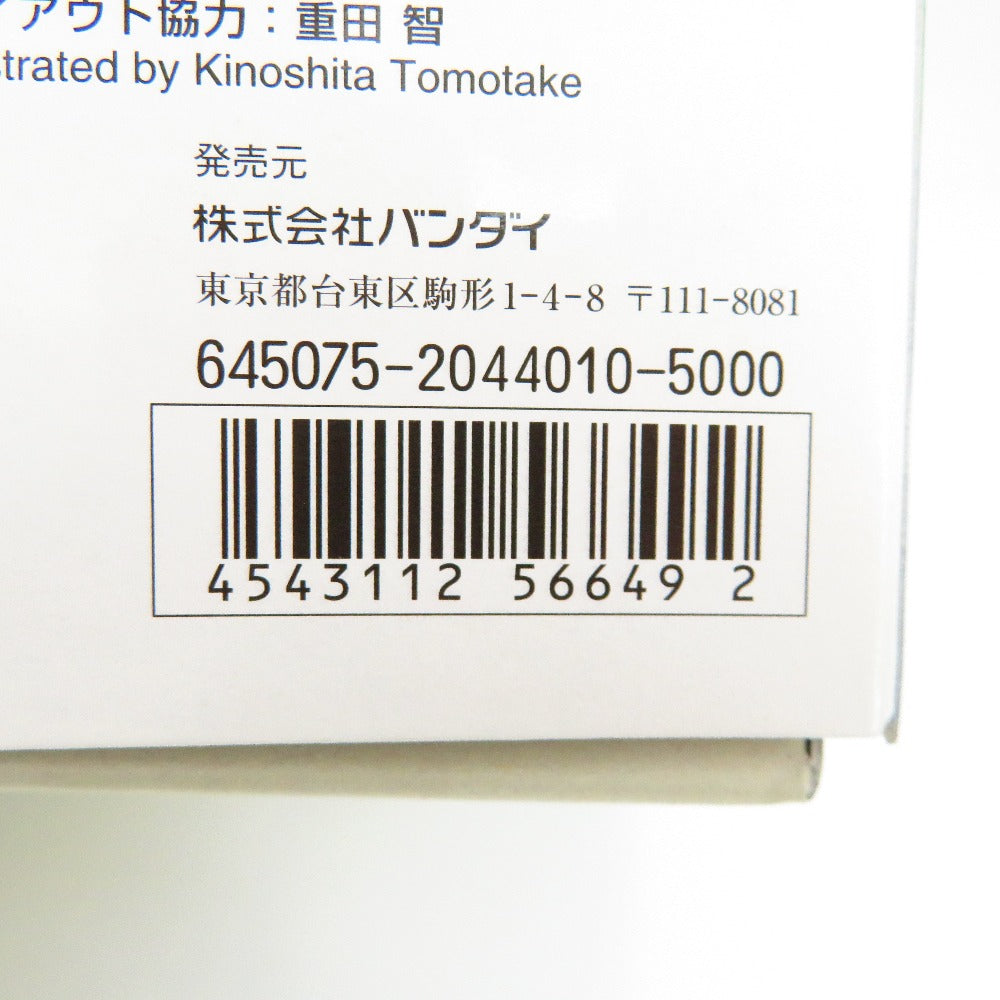 アウト協力：重田 智
strated by Kinoshita Tomotake
発売元
株式会社バンダイ
東京都台東区駒形1-4-8 〒111-8081
645075-2044010-5000
4543112 56649 2